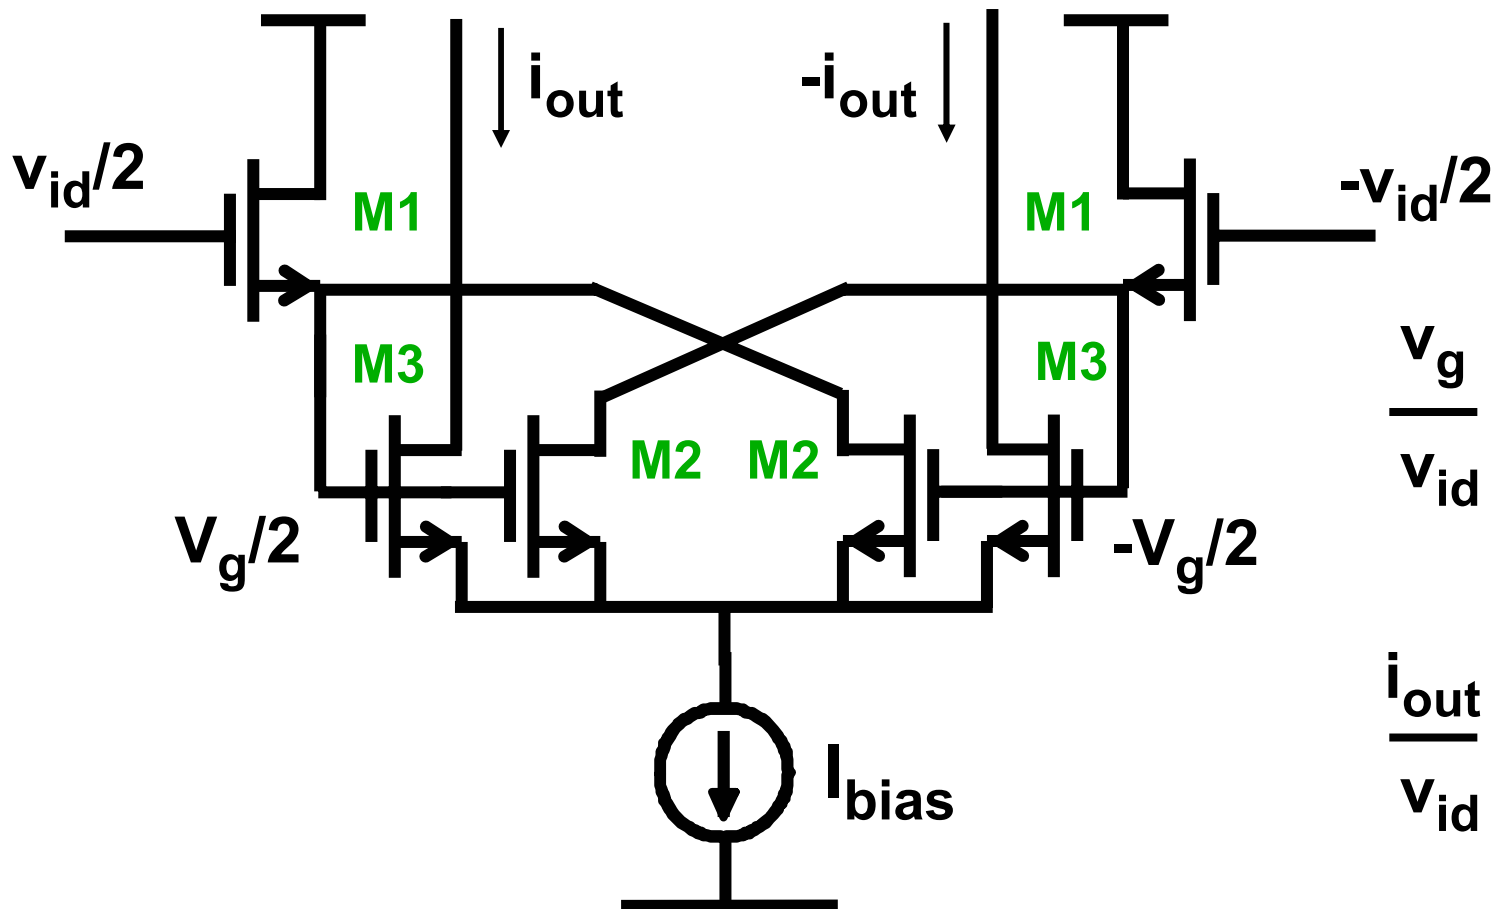 i_out
-i_out
v_id/2
-v_id/2
M1
M1
M3
M3
v_g
v_id
M2
M2
V_g/2
-V_g/2
i_out
v_id
I_bias